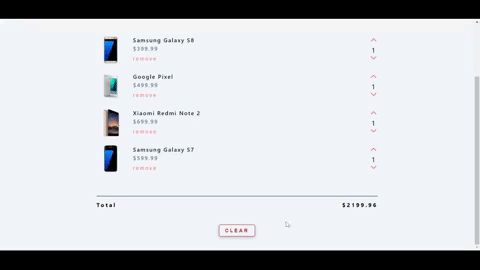 Samsung Galaxy S8
$399.99
remove
1
Google Pixel
$499.99
remove
1
Xiaomi Redmi Note 2
$699.99
remove
1
Samsung Galaxy S7
$599.99
remove
1
Total $2199.96
CLEAR